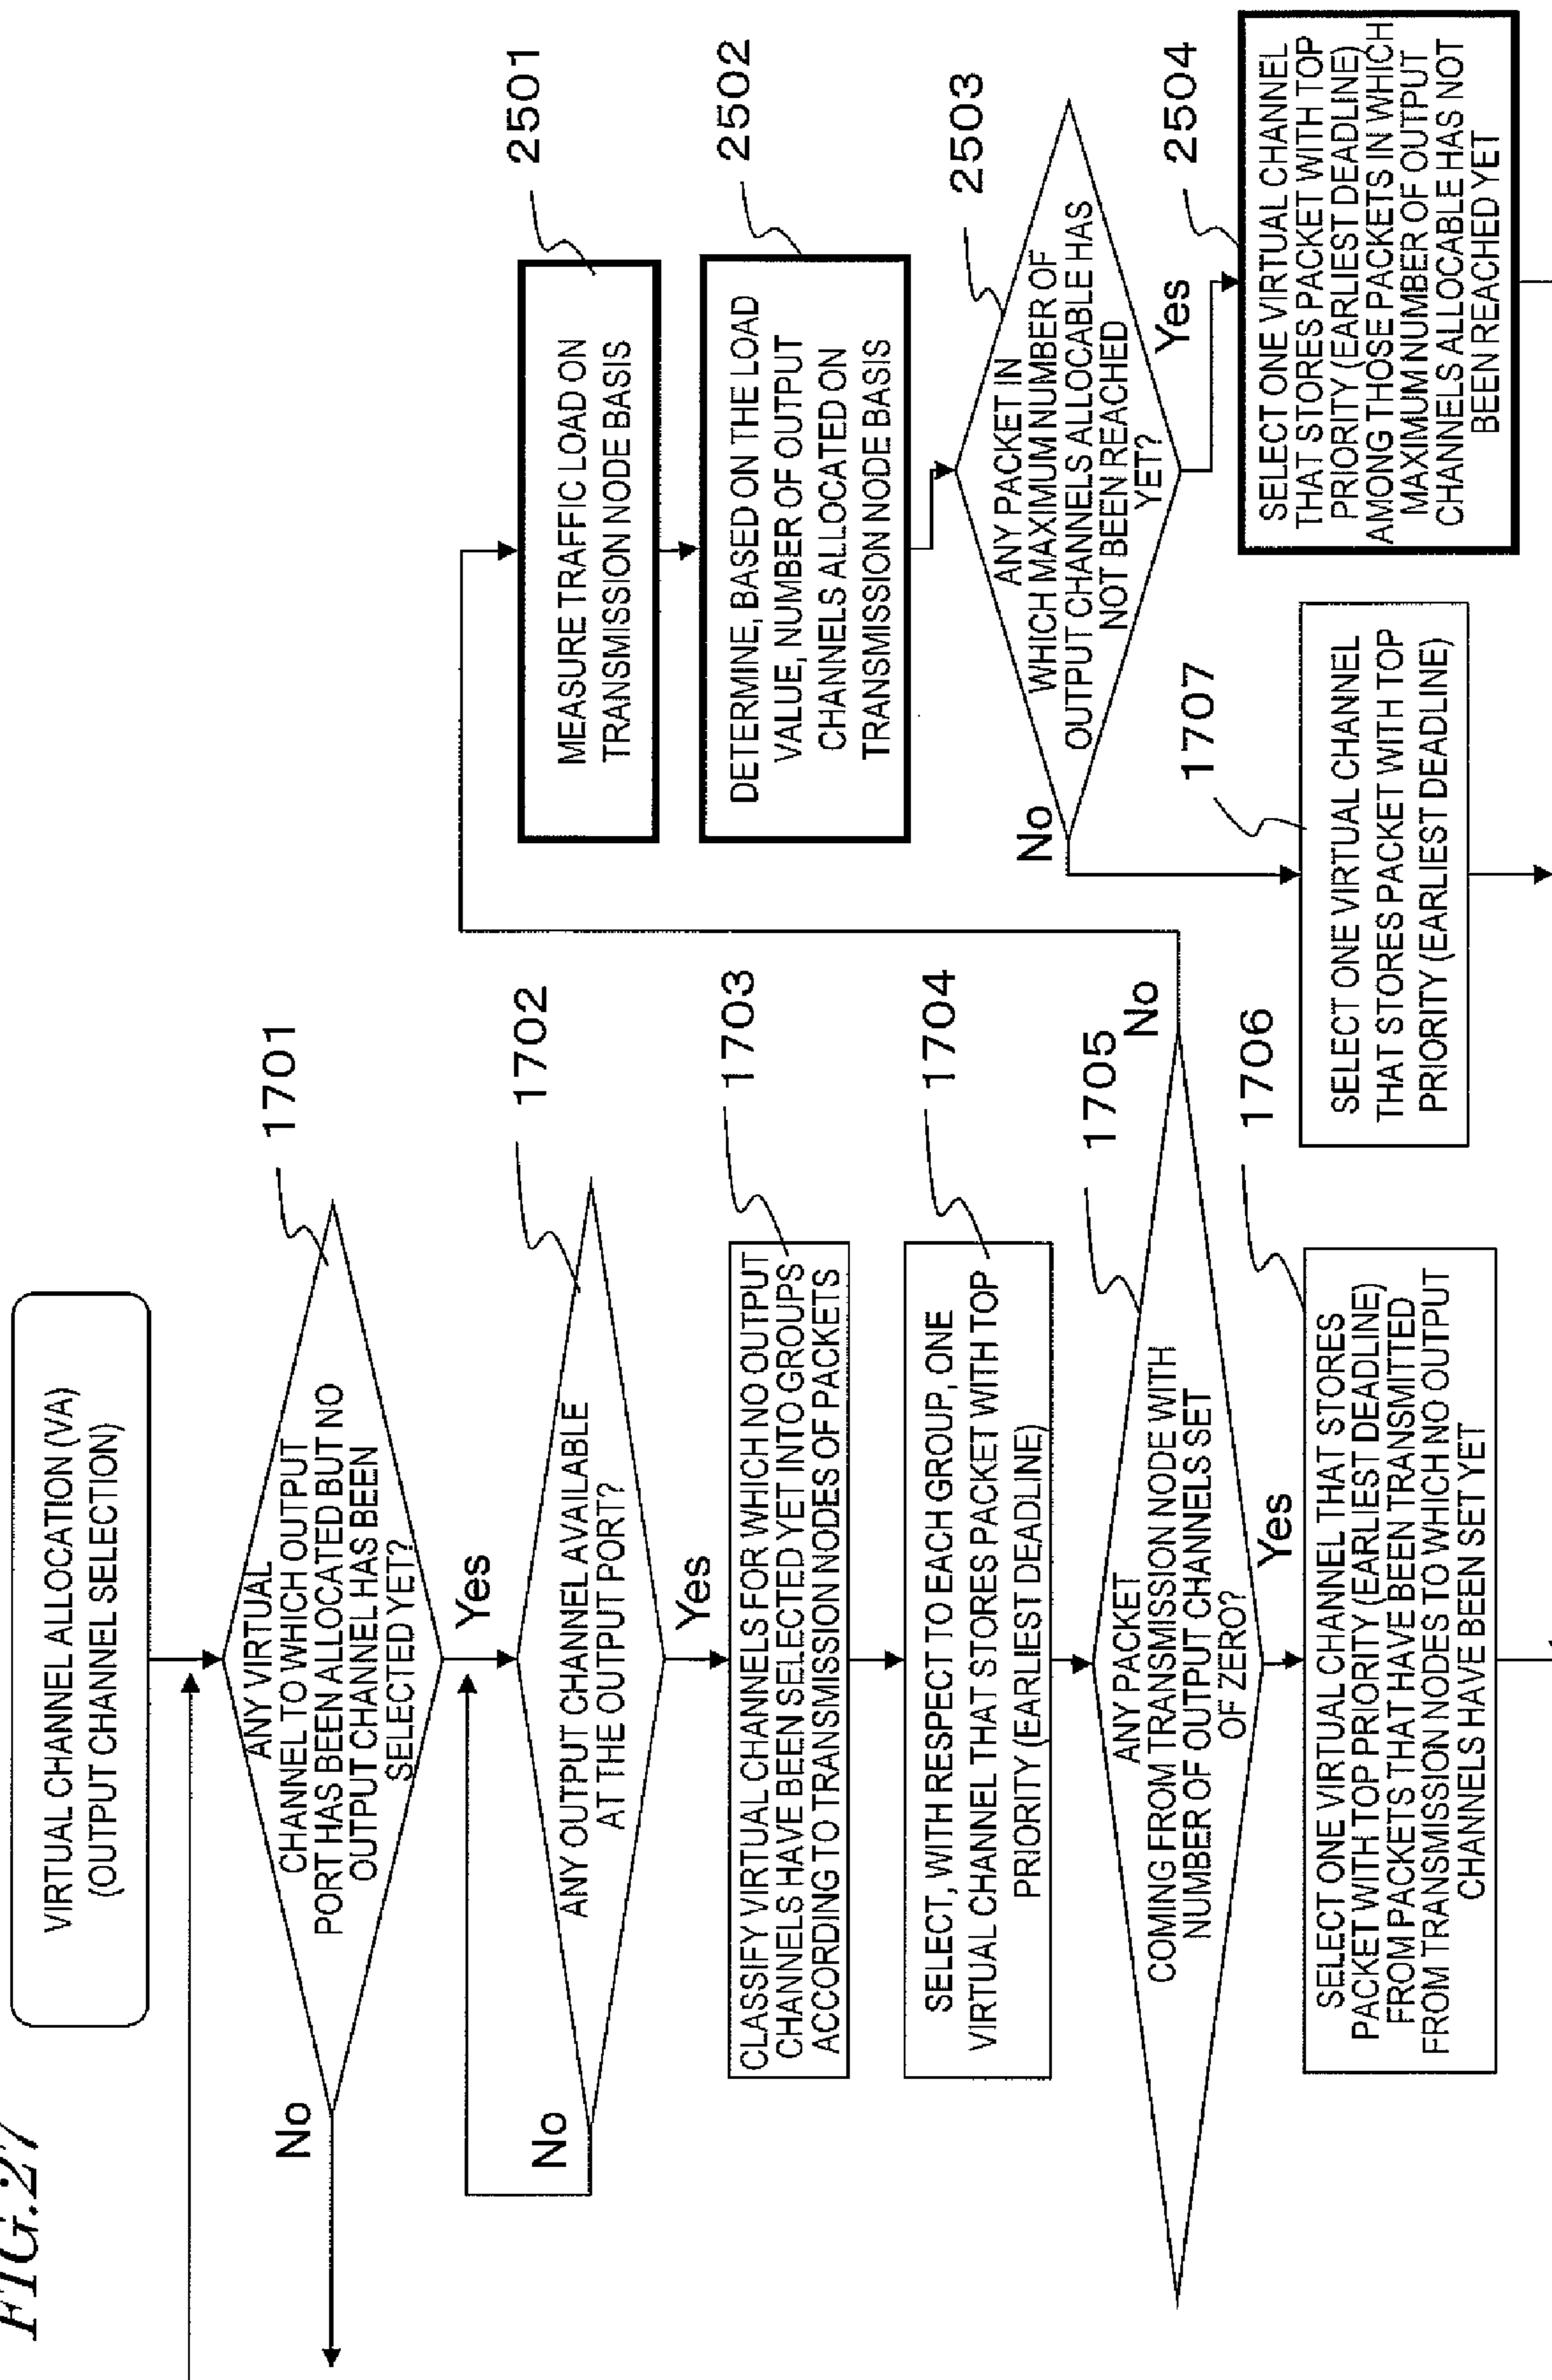 FIG.27
VIRTUAL CHANNEL ALLOCATION (VA)
(OUTPUT CHANNEL SELECTION)
1701
ANY VIRTUAL
CHANNEL TO WHICH OUTPUT
PORT HAS BEEN ALLOCATED BUT NO
OUTPUT CHANNEL HAS BEEN
SELECTED YET?
No
Yes
1702
ANY OUTPUT CHANNEL AVAILABLE
AT THE OUTPUT PORT?
No
Yes
1703
CLASSIFY VIRTUAL CHANNELS FOR WHICH NO OUTPUT
CHANNELS HAVE BEEN SELECTED YET INTO GROUPS
ACCORDING TO TRANSMISSION NODES OF PACKETS
1704
SELECT, WITH RESPECT TO EACH GROUP, ONE
VIRTUAL CHANNEL THAT STORES PACKET WITH TOP
PRIORITY (EARLIEST DEADLINE)
1705
ANY PACKET
COMING FROM TRANSMISSION NODE WITH
NUMBER OF OUTPUT CHANNELS SET
OF ZERO?
No
Yes
1706
SELECT ONE VIRTUAL CHANNEL THAT STORES
PACKET WITH TOP PRIORITY (EARLIEST DEADLINE)
FROM PACKETS THAT HAVE BEEN TRANSMITTED
FROM TRANSMISSION NODES TO WHICH NO OUTPUT
CHANNELS HAVE BEEN SET YET
2501
MEASURE TRAFFIC LOAD ON
TRANSMISSION NODE BASIS
2502
DETERMINE, BASED ON THE LOAD
VALUE, NUMBER OF OUTPUT
CHANNELS ALLOCATED ON
TRANSMISSION NODE BASIS
2503
ANY PACKET IN
WHICH MAXIMUM NUMBER OF
OUTPUT CHANNELS ALLOCABLE HAS
NOT BEEN REACHED
YET?
No
Yes
1707
SELECT ONE VIRTUAL CHANNEL
THAT STORES PACKET WITH TOP
PRIORITY (EARLIEST DEADLINE)
2504
SELECT ONE VIRTUAL CHANNEL
THAT STORES PACKET WITH TOP
PRIORITY (EARLIEST DEADLINE)
AMONG THOSE PACKETS IN WHICH
MAXIMUM NUMBER OF OUTPUT
CHANNELS ALLOCABLE HAS NOT
BEEN REACHED YET